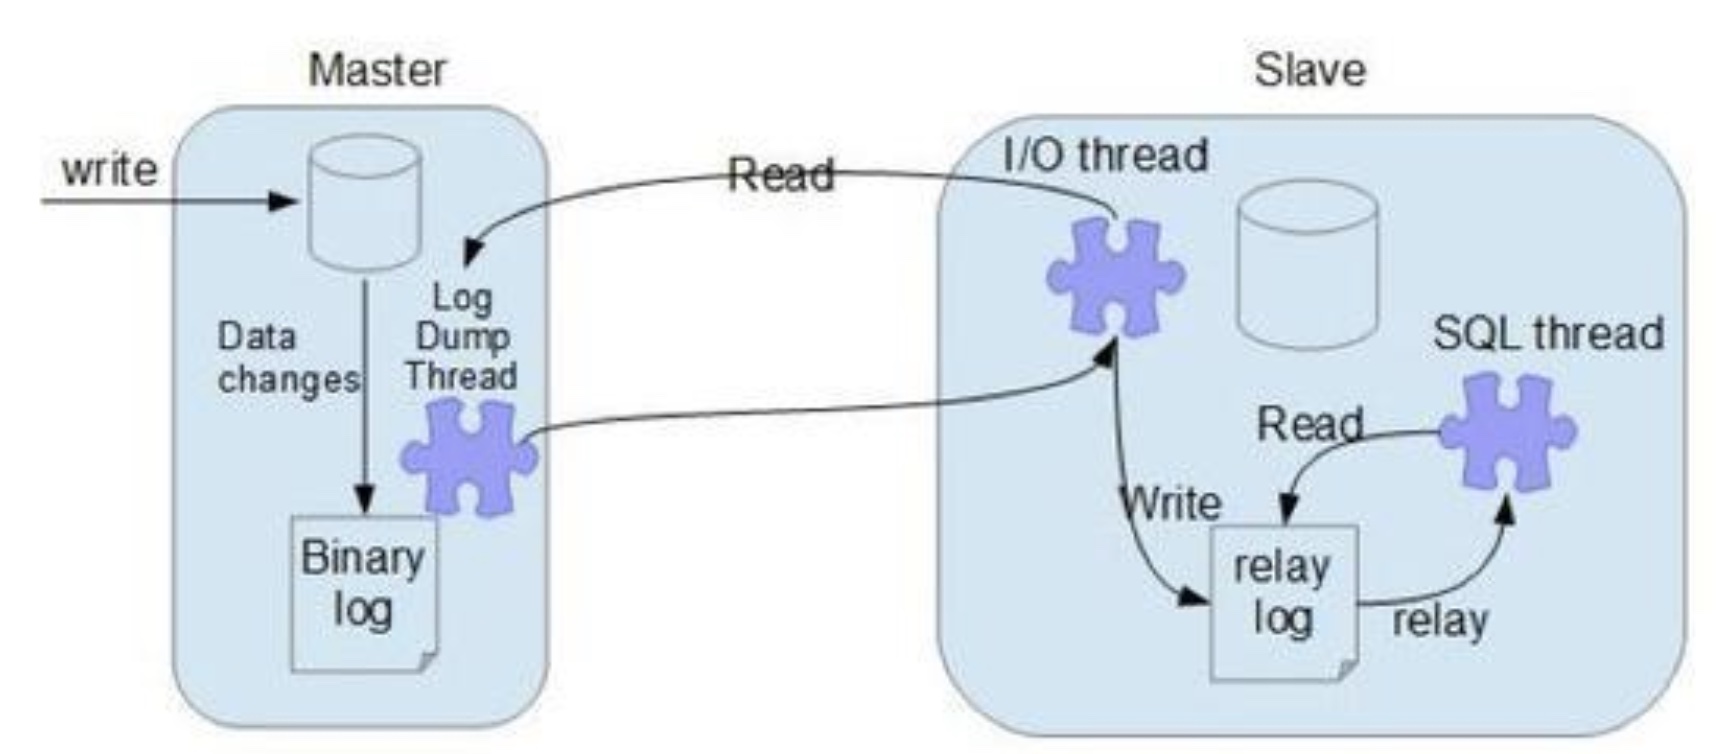 Master
Slave
write
Read
I/O thread
Log
Dump
Thread
Data
changes
SQL thread
Read
Write
Binary
log
relay
log
relay